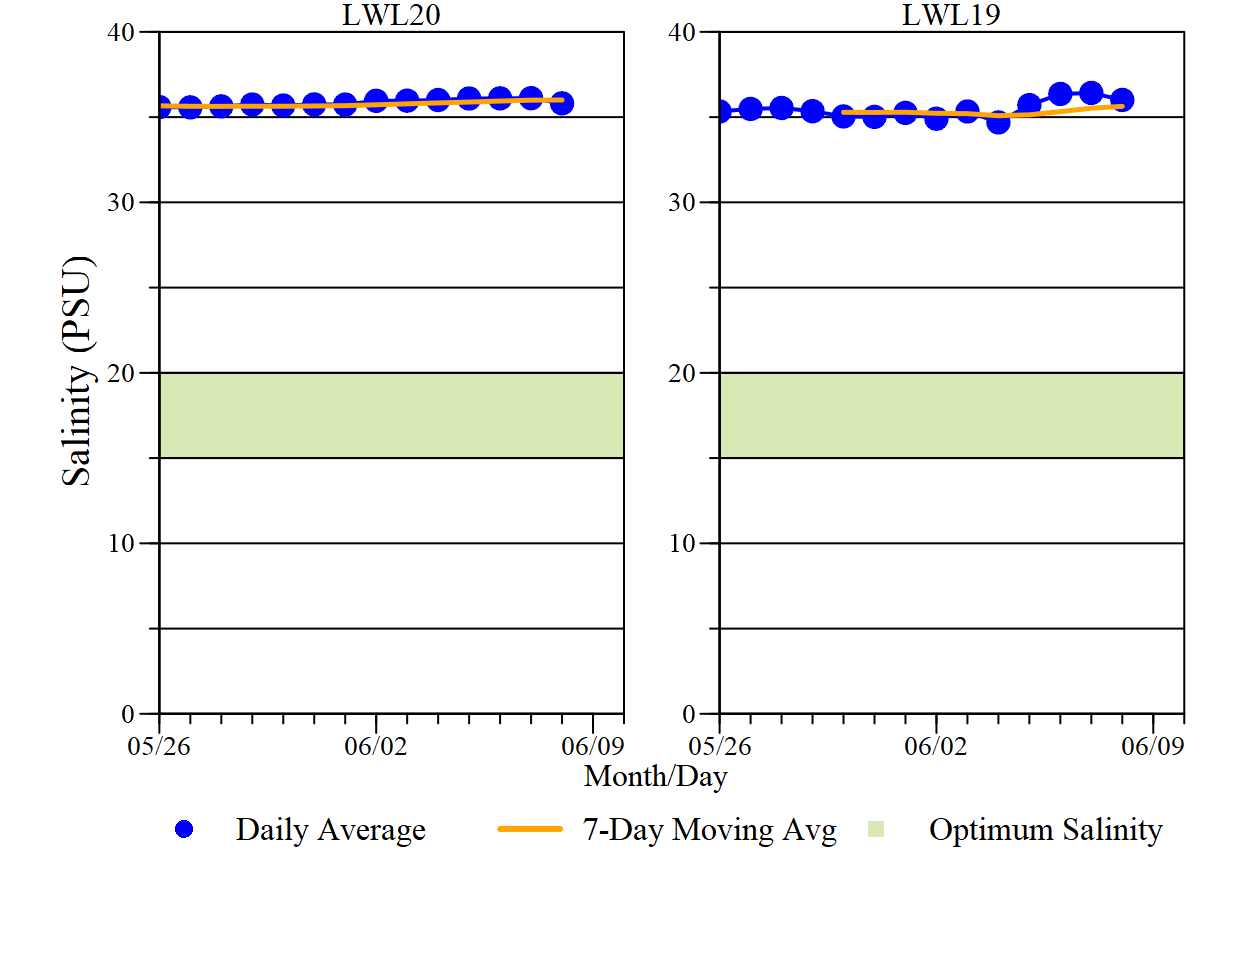 LWL20 LWL19
40 40
30 30
Salinity (PSU)
20 20
10 10
0 0
05/26 06/02 06/09 05/26 06/02 06/09
Month/Day
Daily Average 7-Day Moving Avg Optimum Salinity